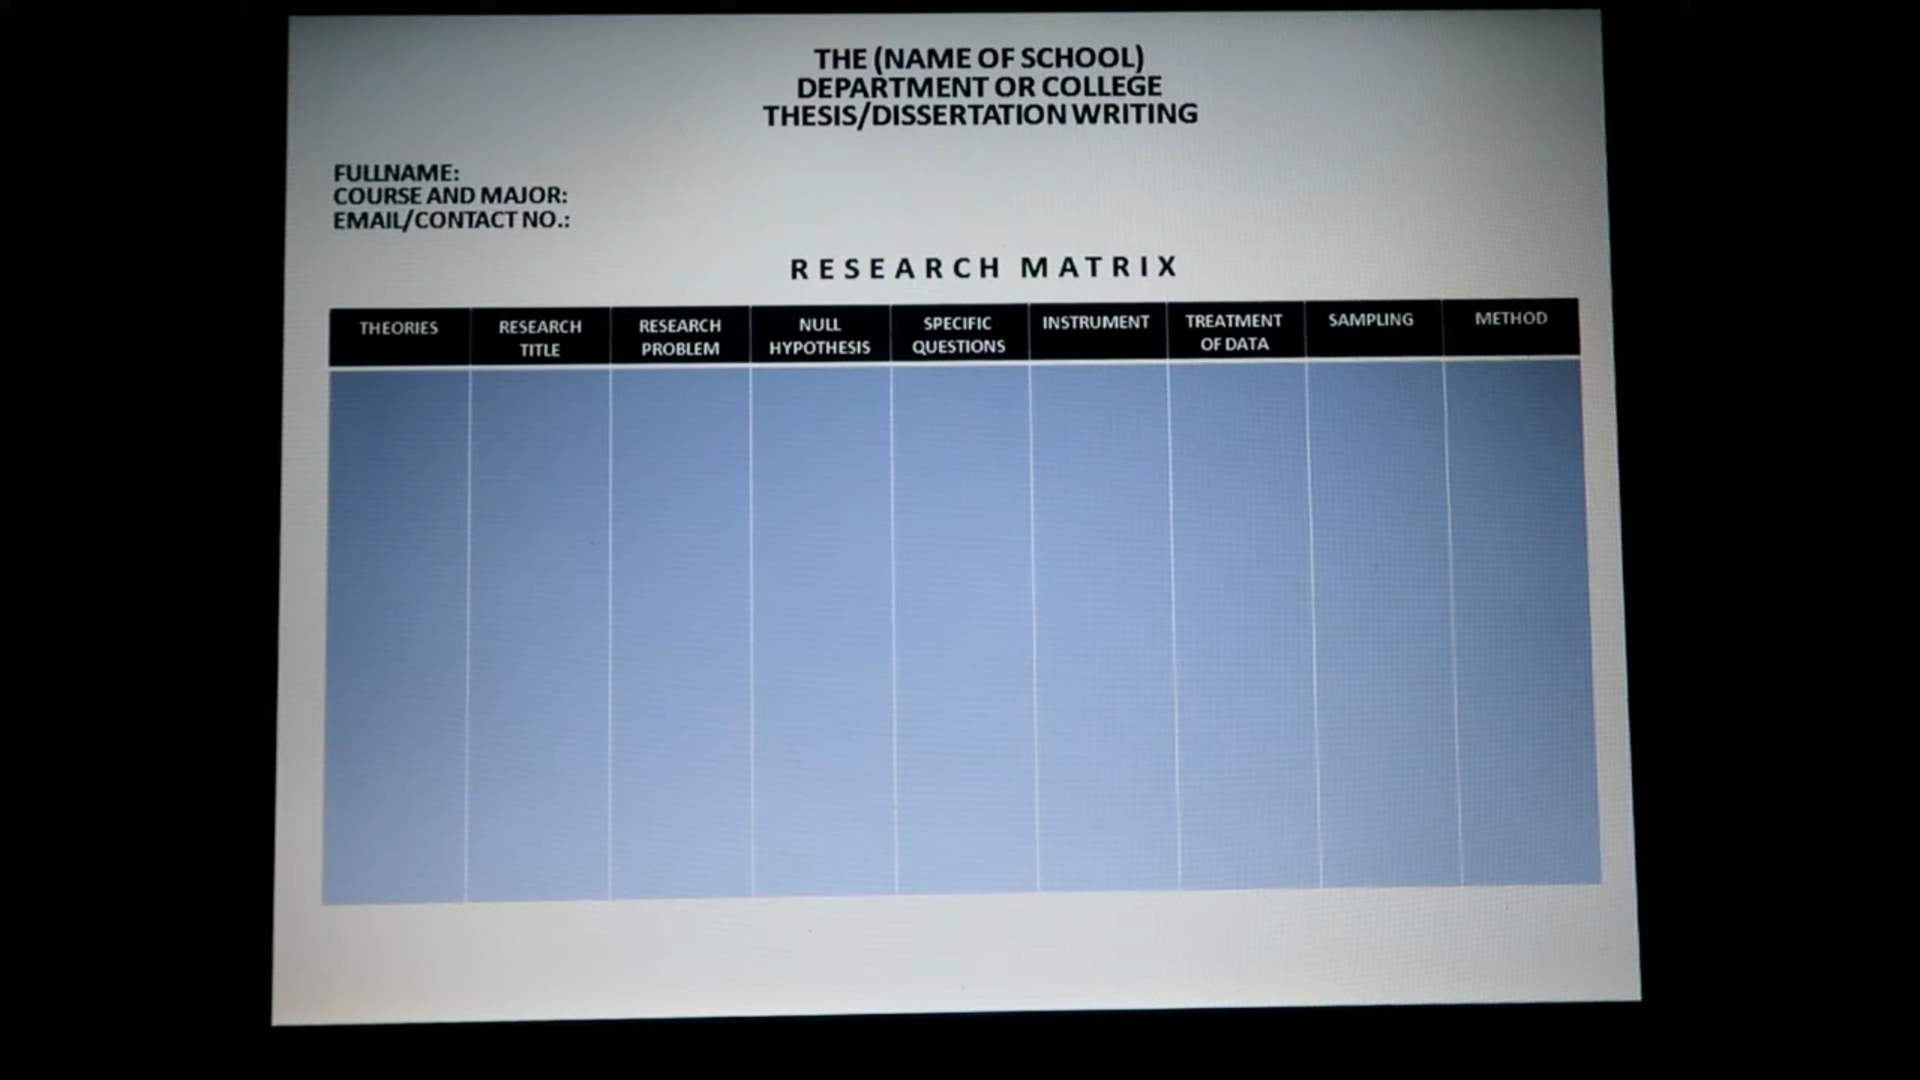 THE (NAME OF SCHOOL)
DEPARTMENT OR COLLEGE
THESIS/DISSERTATION WRITING
FULLNAME:
COURSE AND MAJOR:
EMAIL/CONTACT NO.:
RESEARCH MATRIX
THEORIES
RESEARCH
TITLE
RESEARCH
PROBLEM
NULL
HYPOTHESIS
SPECIFIC
QUESTIONS
INSTRUMENT
TREATMENT
OF DATA
SAMPLING
METHOD